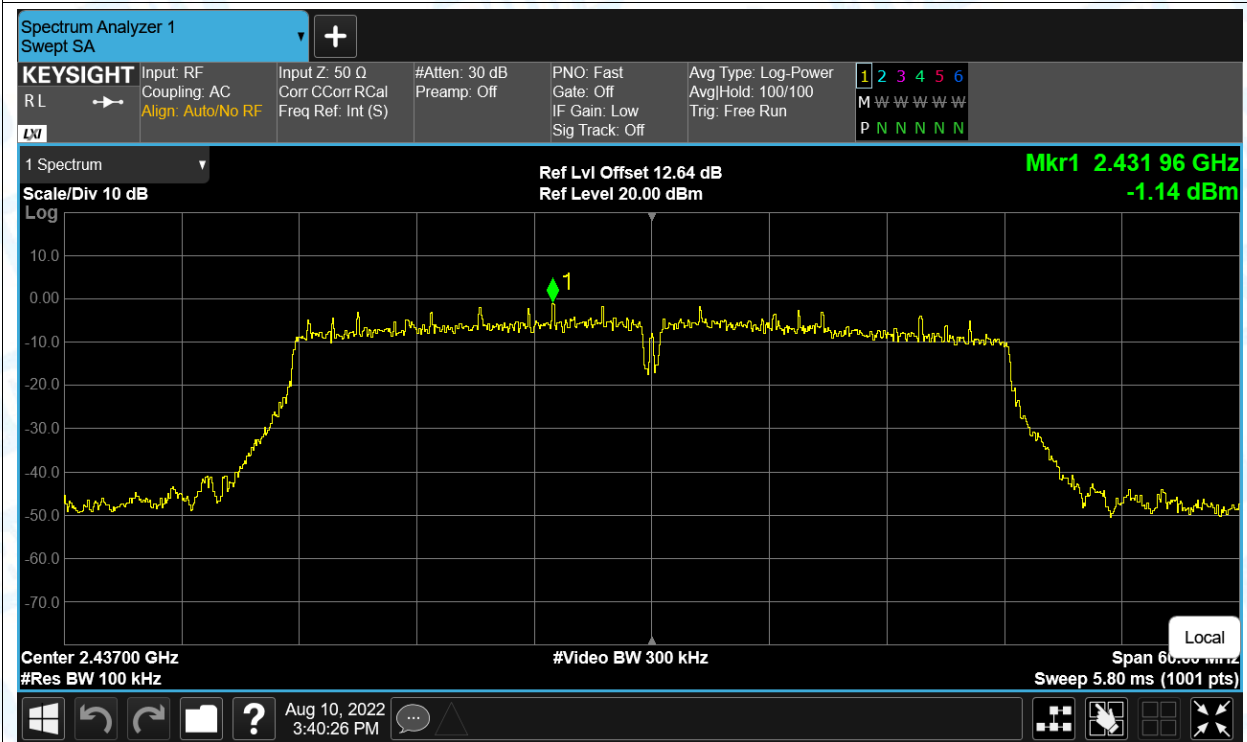 Spectrum Analyzer 1
Swept SA
KEYSIGHT
R L
LXI
Input: RF
Coupling: AC
Align: Auto/No RF
Input Z: 50 Ω
Corr CCorr RCal
Freq Ref: Int (S)
#Atten: 30 dB
Preamp: Off
PNO: Fast
Gate: Off
IF Gain: Low
Sig Track: Off
Avg Type: Log-Power
Avg|Hold: 100/100
Trig: Free Run
1 2 3 4 5 6
M W W W W W
P N N N N N
1 Spectrum
Scale/Div 10 dB
Log
Ref Lvl Offset 12.64 dB
Ref Level 20.00 dBm
Mkr1 2.431 96 GHz
-1.14 dBm
1
10.0
0.00
-10.0
-20.0
-30.0
-40.0
-50.0
-60.0
-70.0
Local
Center 2.43700 GHz
#Res BW 100 kHz
#Video BW 300 kHz
Span 60.00 MHz
Sweep 5.80 ms (1001 pts)
?
Aug 10, 2022
3:40:26 PM